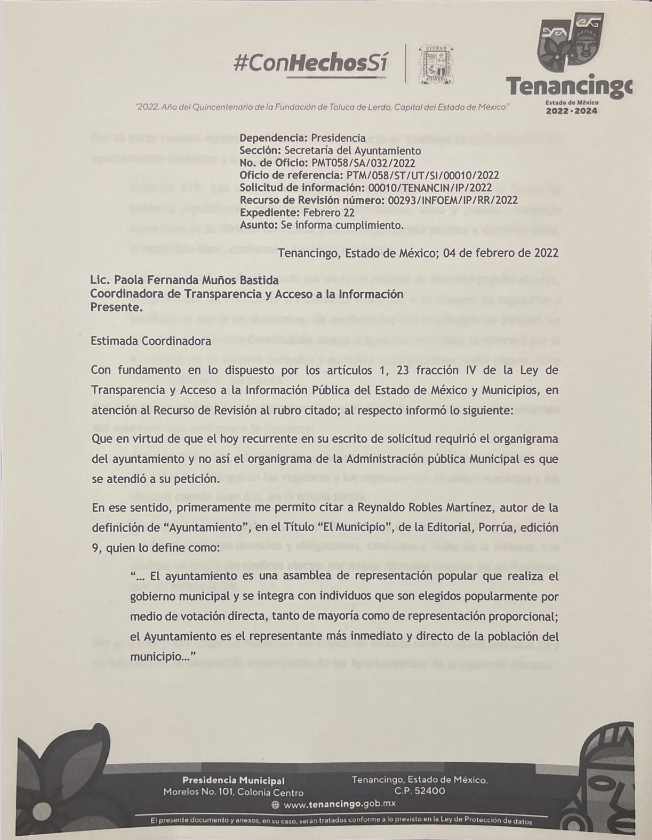 #ConHechosSí
CIUDAD
Tenancingo
Estado de México
2022 - 2024
"2022. Año del Quincentenario de la Fundación de Toluca de Lerdo, Capital del Estado de México"
Dependencia: Presidencia
Sección: Secretaría del Ayuntamiento
No. de Oficio: PMT058/SA/032/2022
Oficio de referencia: PTM/058/ST/UT/SI/00010/2022
Solicitud de información: 00010/TENANCIN/IP/2022
Recurso de Revisión número: 00293/INFOEM/IP/RR/2022
Expediente: Febrero 22
Asunto: Se informa cumplimiento.
Tenancingo, Estado de México; 04 de febrero de 2022
Lic. Paola Fernanda Muños Bastida
Coordinadora de Transparencia y Acceso a la Información
Presente.
Estimada Coordinadora
Con fundamento en lo dispuesto por los artículos 1, 23 fracción IV de la Ley de
Transparencia y Acceso a la Información Pública del Estado de México y Municipios, en
atención al Recurso de Revisión al rubro citado; al respecto informó lo siguiente:
Que en virtud de que el hoy recurrente en su escrito de solicitud requirió el organigrama
del ayuntamiento y no así el organigrama de la Administración pública Municipal es que
se atendió a su petición.
En ese sentido, primeramente me permito citar a Reynaldo Robles Martínez, autor de la
definición de "Ayuntamiento", en el Título "El Municipio", de la Editorial, Porrúa, edición
9, quien lo define como:
"... El ayuntamiento es una asamblea de representación popular que realiza el
gobierno municipal y se integra con individuos que son elegidos popularmente por
medio de votación directa, tanto de mayoría como de representación proporcional;
el Ayuntamiento es el representante más inmediato y directo de la población del
municipio..."
Presidencia Municipal
Morelos No. 101, Colonia Centro
Tenancingo, Estado de México.
C.P. 52400
www.tenancingo.gob.mx
El presente documento y anexos, en su caso, serán tratados conforme a lo previsto en la Ley de Protección de datos